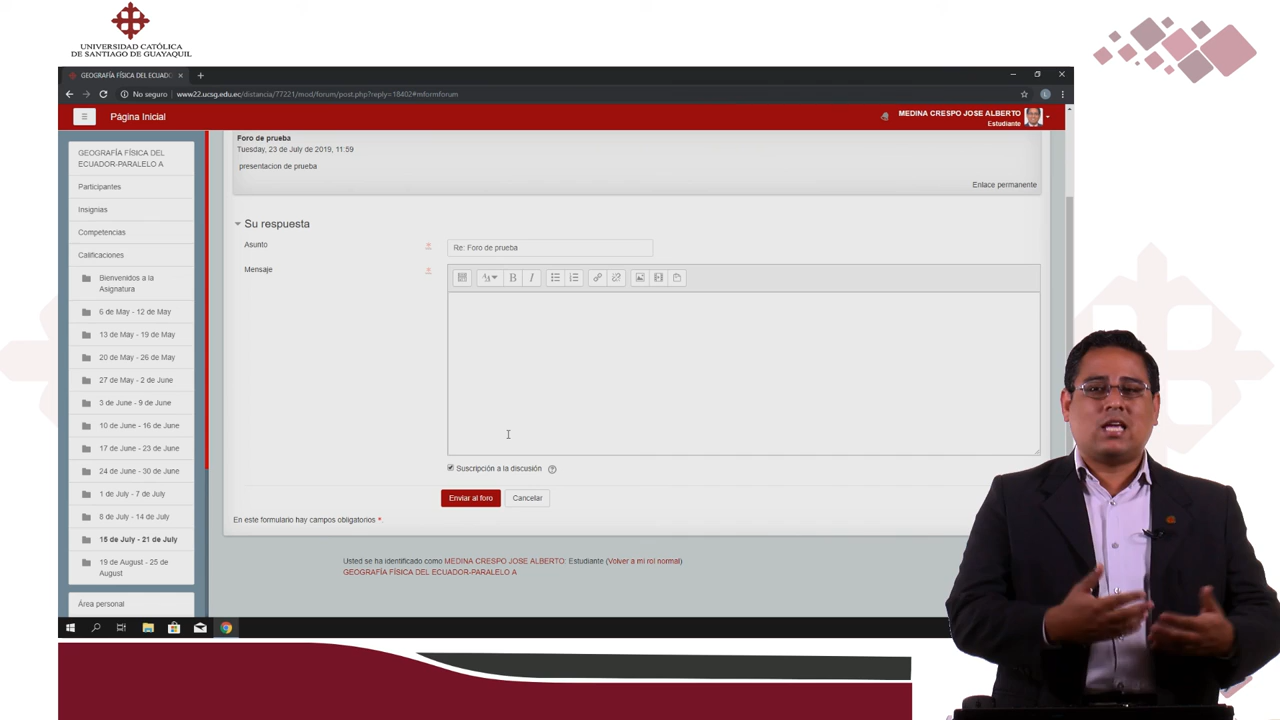 UNIVERSIDAD CATÓLICA
DE SANTIAGO DE GUAYAQUIL
GEOGRAFÍA FÍSICA DEL ECUAD
No seguro
www22.ucsg.edu.ec/distancia/77221/mod/forum/post.php?reply=18402#mformforum
Página Inicial
MEDINA CRESPO JOSE ALBERTO
Estudiante
GEOGRAFÍA FÍSICA DEL
ECUADOR-PARALELO A
Participantes
Insignias
Competencias
Calificaciones
Bienvenidos a la
Asignatura
6 de May - 12 de May
13 de May - 19 de May
20 de May - 26 de May
27 de May - 2 de June
3 de June - 9 de June
10 de June - 16 de June
17 de June - 23 de June
24 de June - 30 de June
1 de July - 7 de July
8 de July - 14 de July
15 de July - 21 de July
19 de August - 25 de
August
Área personal
Foro de prueba
Tuesday, 23 de July de 2019, 11:59
presentacion de prueba
Enlace permanente
Su respuesta
Asunto
Re: Foro de prueba
Mensaje
Suscripción a la discusión
Enviar al foro
Cancelar
En este formulario hay campos obligatorios *.
Usted se ha identificado como MEDINA CRESPO JOSE ALBERTO: Estudiante (Volver a mi rol normal)
GEOGRAFÍA FÍSICA DEL ECUADOR-PARALELO A